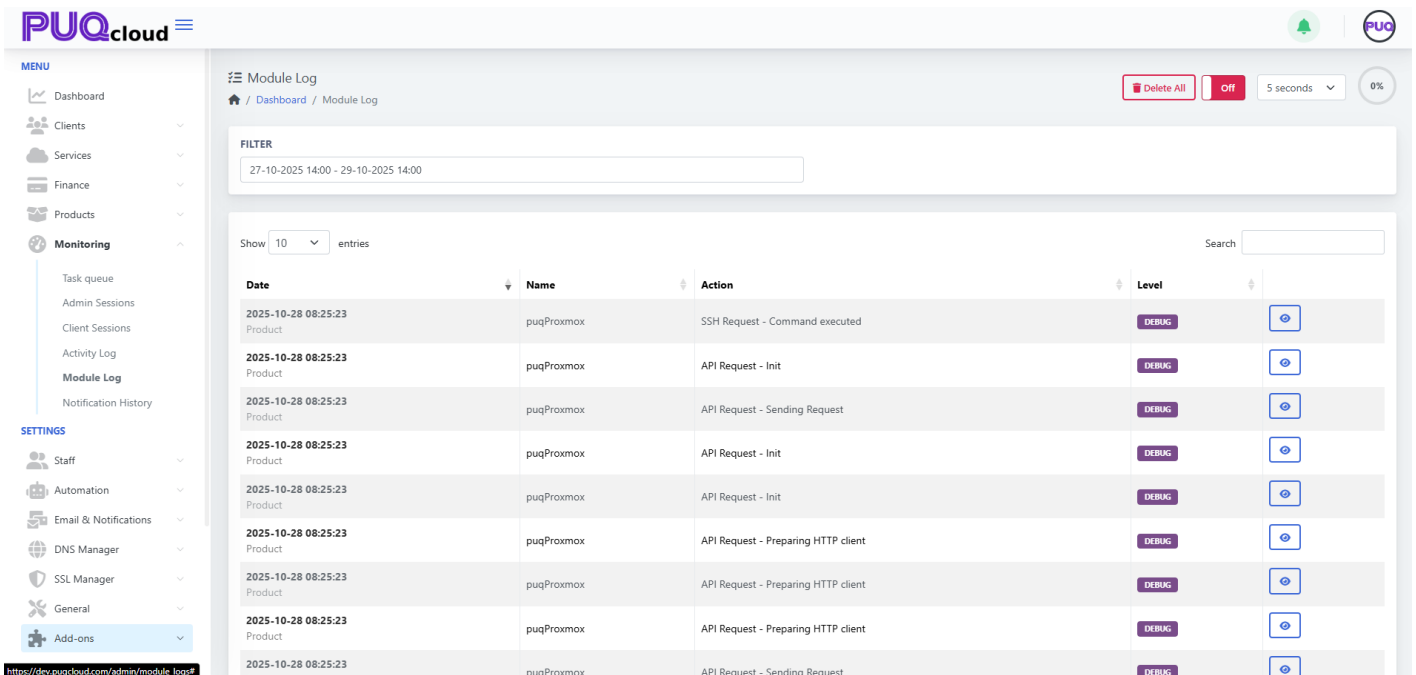 PUQcloud
PUQ
MENU
Dashboard
Clients
Services
Finance
Products
Monitoring
Task queue
Admin Sessions
Client Sessions
Activity Log
Module Log
Notification History
SETTINGS
Staff
Automation
Email & Notifications
DNS Manager
SSL Manager
General
Add-ons
https://dev.puqcloud.com/admin/module_logs#
Module Log
/ Dashboard / Module Log
Delete All
Off
5 seconds
0%
FILTER
27-10-2025 14:00 - 29-10-2025 14:00
Show 10 entries
Search
Date Name Action Level
2025-10-28 08:25:23
Product
puqProxmox SSH Request - Command executed DEBUG
2025-10-28 08:25:23
Product
puqProxmox API Request - Init DEBUG
2025-10-28 08:25:23
Product
puqProxmox API Request - Sending Request DEBUG
2025-10-28 08:25:23
Product
puqProxmox API Request - Init DEBUG
2025-10-28 08:25:23
Product
puqProxmox API Request - Init DEBUG
2025-10-28 08:25:23
Product
puqProxmox API Request - Preparing HTTP client DEBUG
2025-10-28 08:25:23
Product
puqProxmox API Request - Preparing HTTP client DEBUG
2025-10-28 08:25:23
Product
puqProxmox API Request - Preparing HTTP client DEBUG
2025-10-28 08:25:23
puqProxmox API Request - Sending Request DEBUG